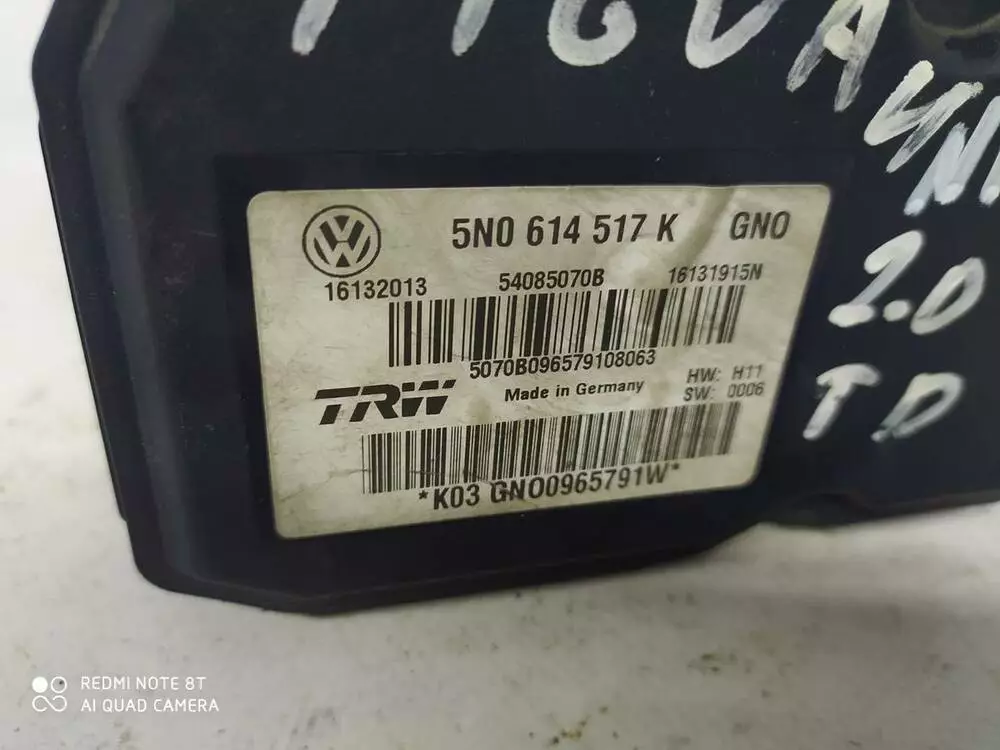 5N0 614 517 K GNO
16132013 54085070B 16131915N
5070B096579108063
TRW Made in Germany HW: H11
SW: 0006
*K03 GNO0965791W*
2.0
TD
REDMI NOTE 8T
AI QUAD CAMERA